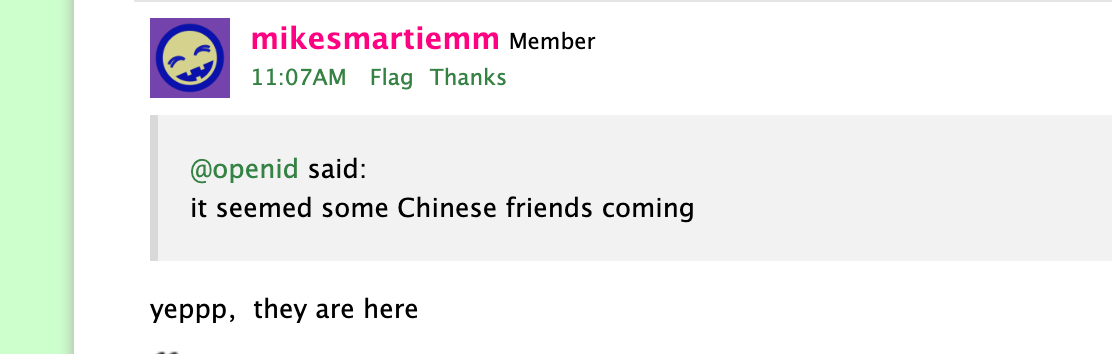 mikesmartiemm Member
11:07AM Flag Thanks
@openid said:
it seemed some Chinese friends coming
yeppp,  they are here